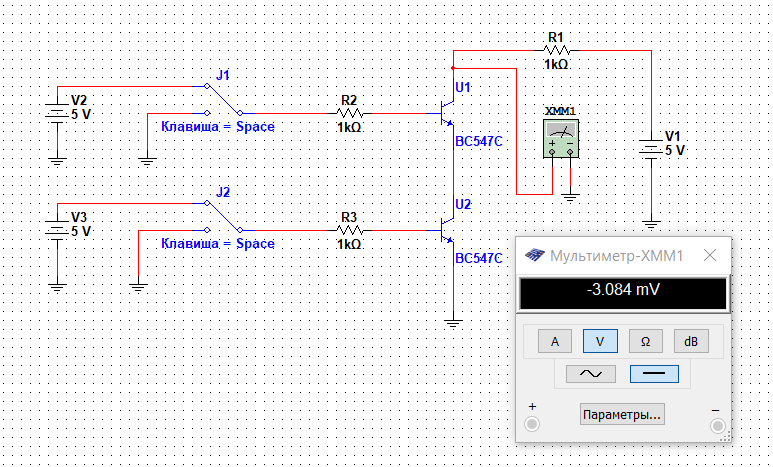 R1
1kΩ
J1
U1
V2
5 V
R2
1kΩ
Клавиша = Space
BC547C
XMM1
V1
5 V
J2
U2
V3
5 V
R3
1kΩ
Клавиша = Space
BC547C
Мультиметр-XMM1
-3.084 mV
A V Ω dB
+ Параметры... −